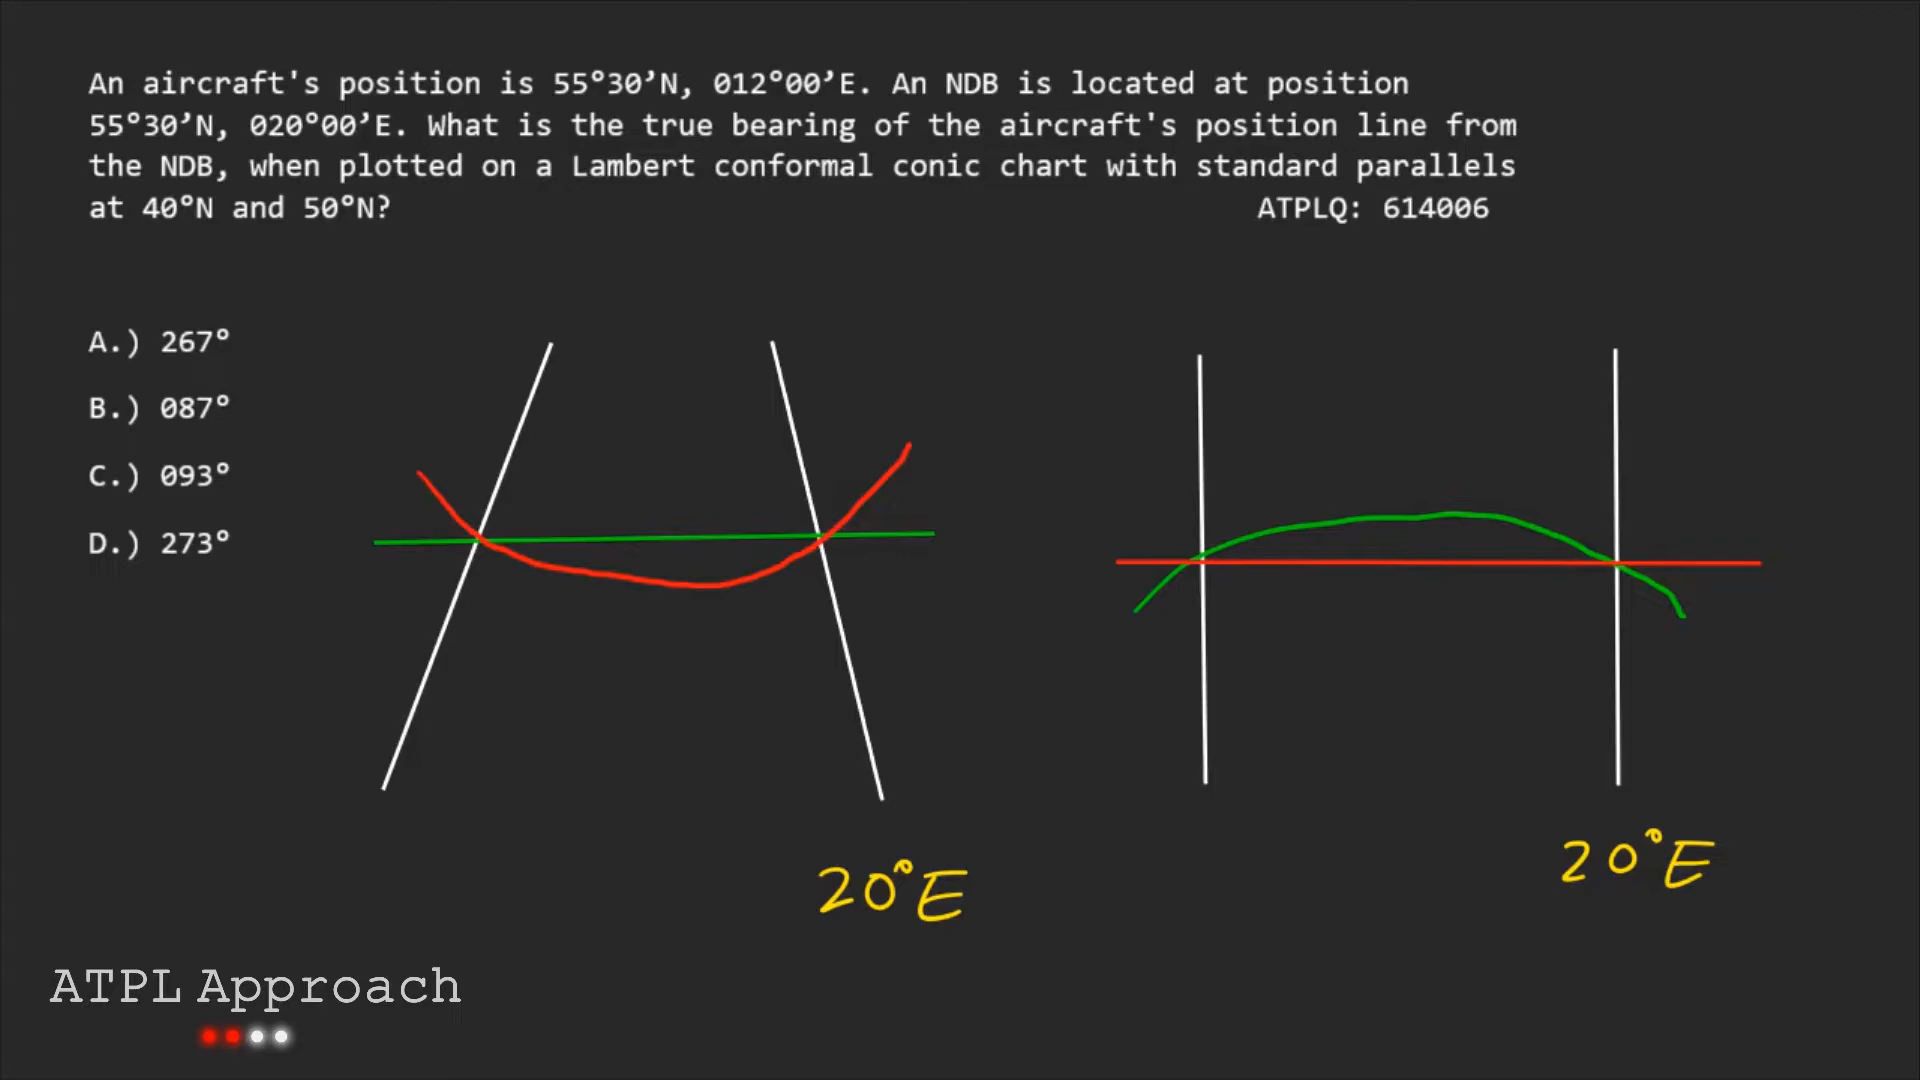 An aircraft's position is 55°30’N, 012°00’E. An NDB is located at position
55°30’N, 020°00’E. What is the true bearing of the aircraft's position line from
the NDB, when plotted on a Lambert conformal conic chart with standard parallels
at 40°N and 50°N?
ATPLQ: 614006
A.) 267°
B.) 087°
C.) 093°
D.) 273°
20°E
20°E
ATPL Approach